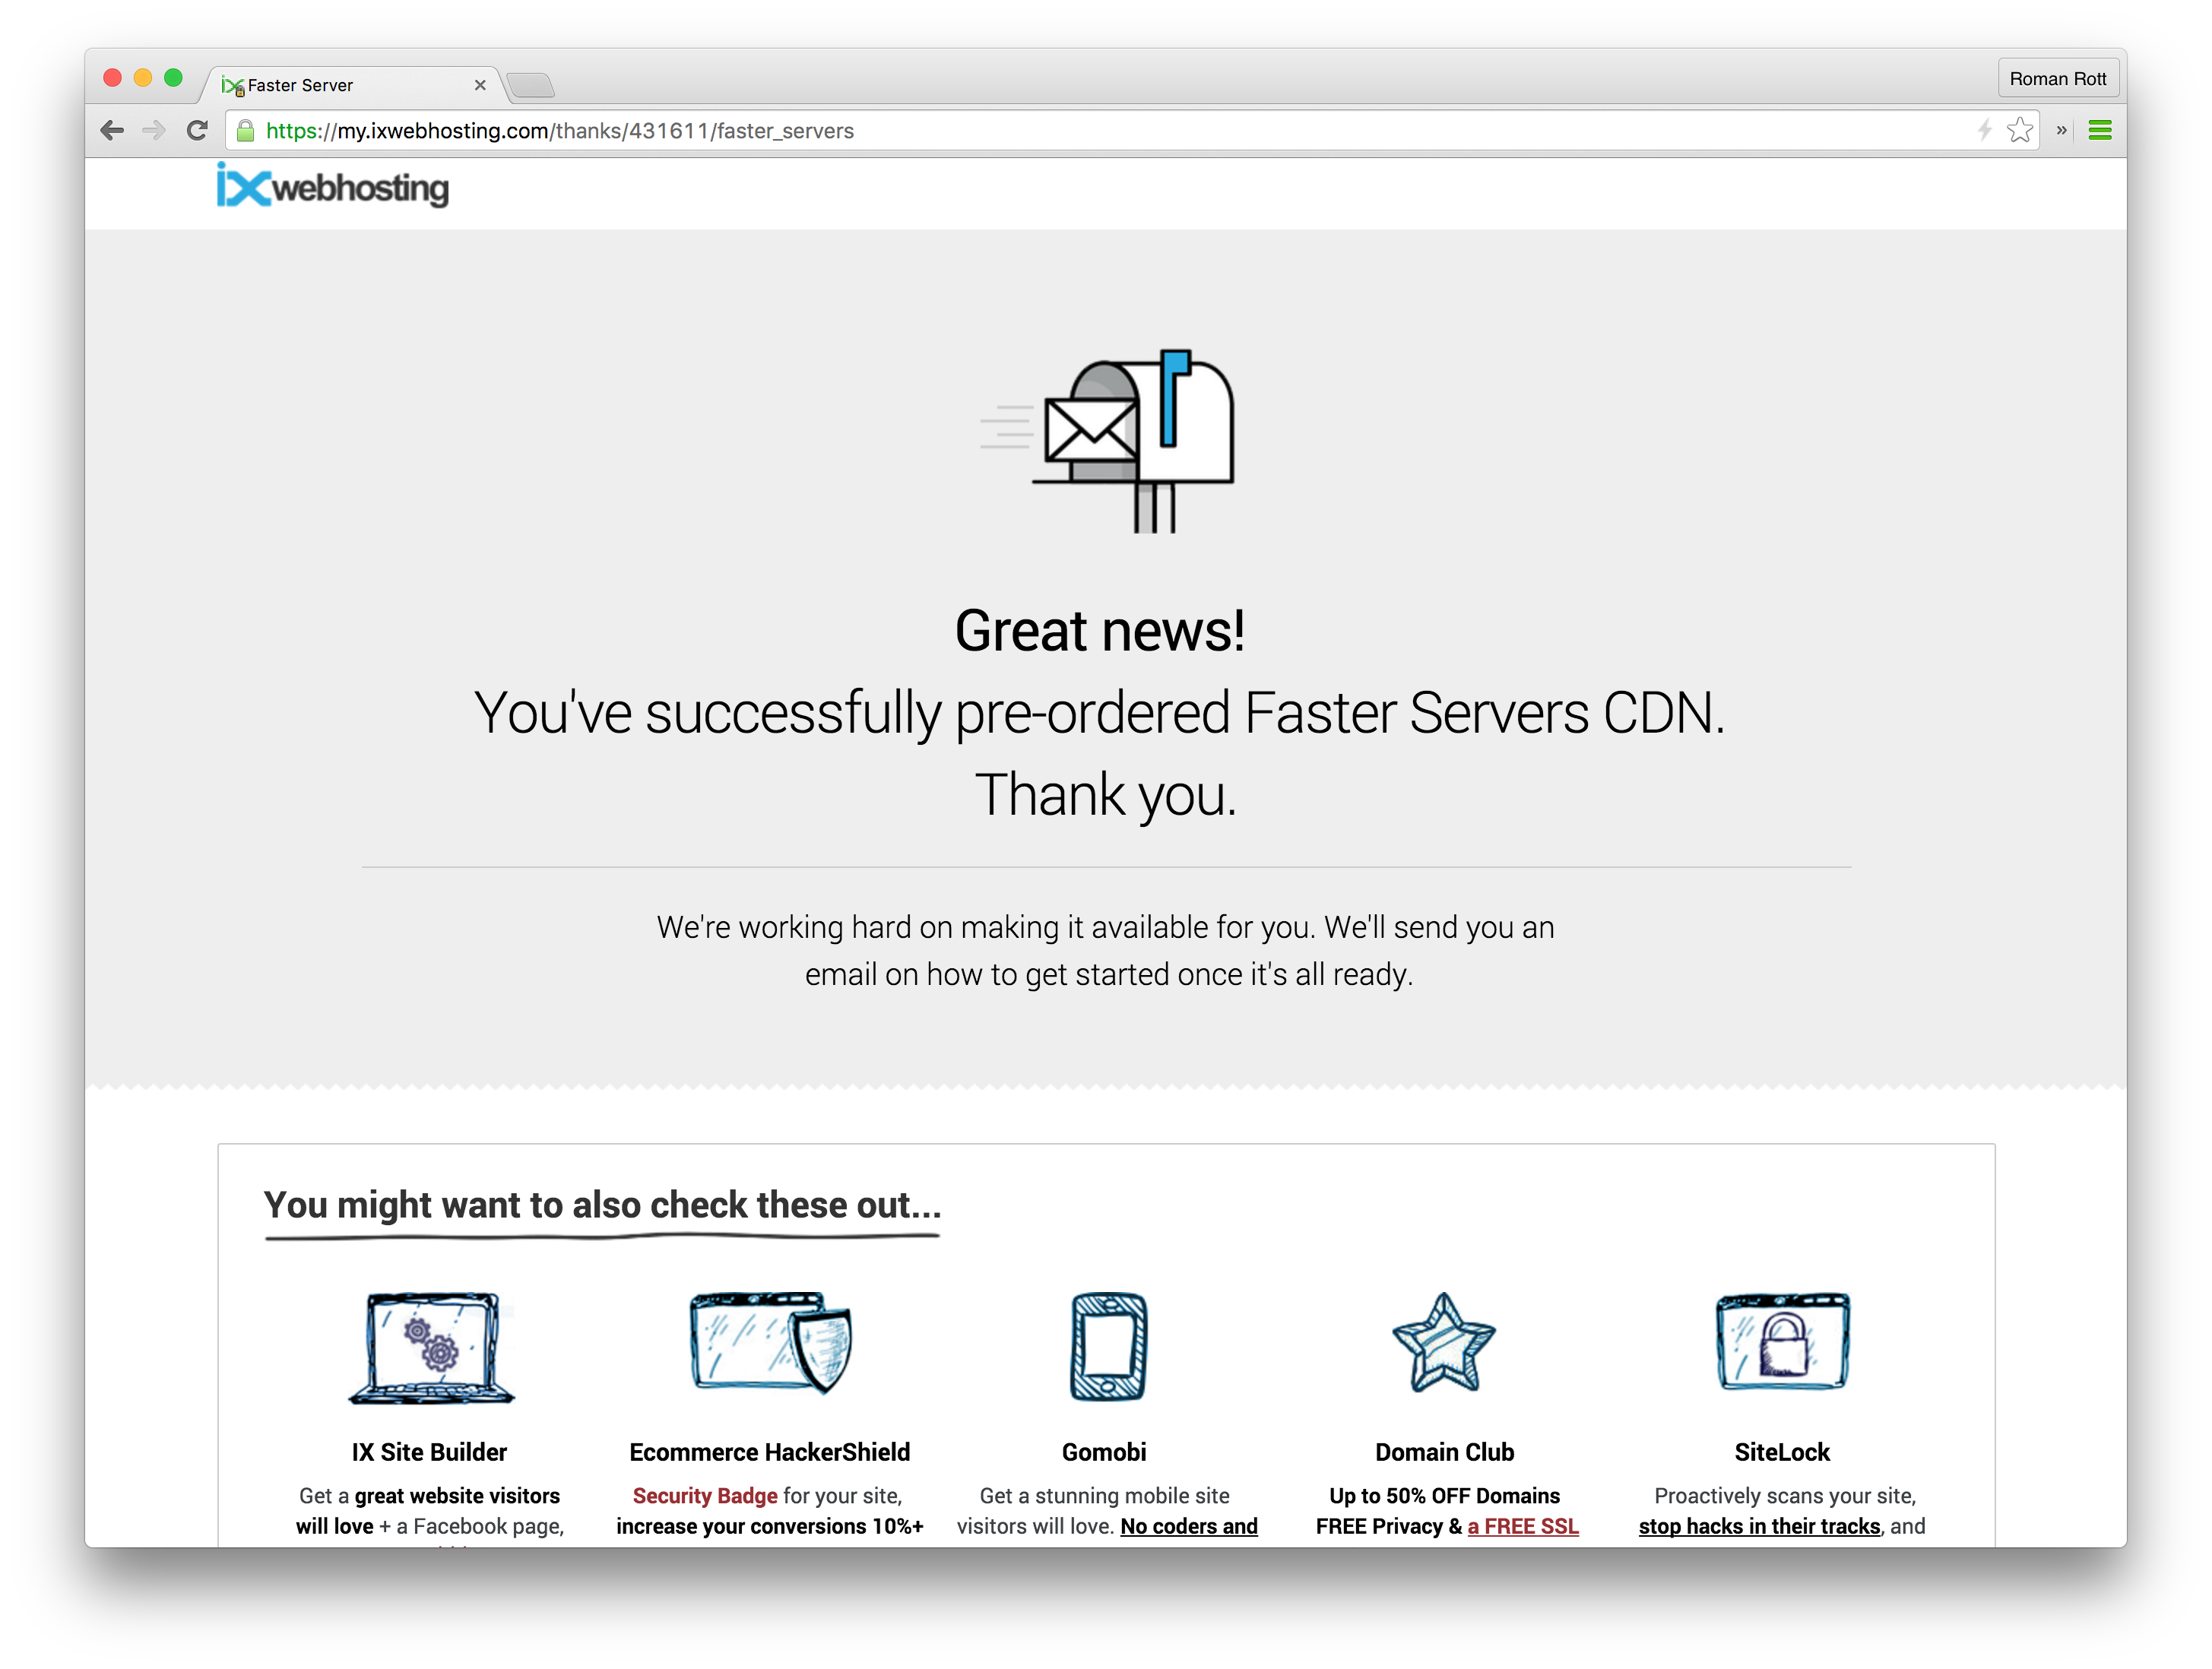 Faster Server
Roman Rott
https://my.ixwebhosting.com/thanks/431611/faster_servers
»
ixwebhosting
Great news!
You've successfully pre-ordered Faster Servers CDN.
Thank you.
We're working hard on making it available for you. We'll send you an
email on how to get started once it's all ready.
You might want to also check these out...
IX Site Builder
Get a great website visitors
will love + a Facebook page,
Ecommerce HackerShield
Security Badge for your site,
increase your conversions 10%+
Gomobi
Get a stunning mobile site
visitors will love. No coders and
Domain Club
Up to 50% OFF Domains
FREE Privacy & a FREE SSL
SiteLock
Proactively scans your site,
stop hacks in their tracks, and